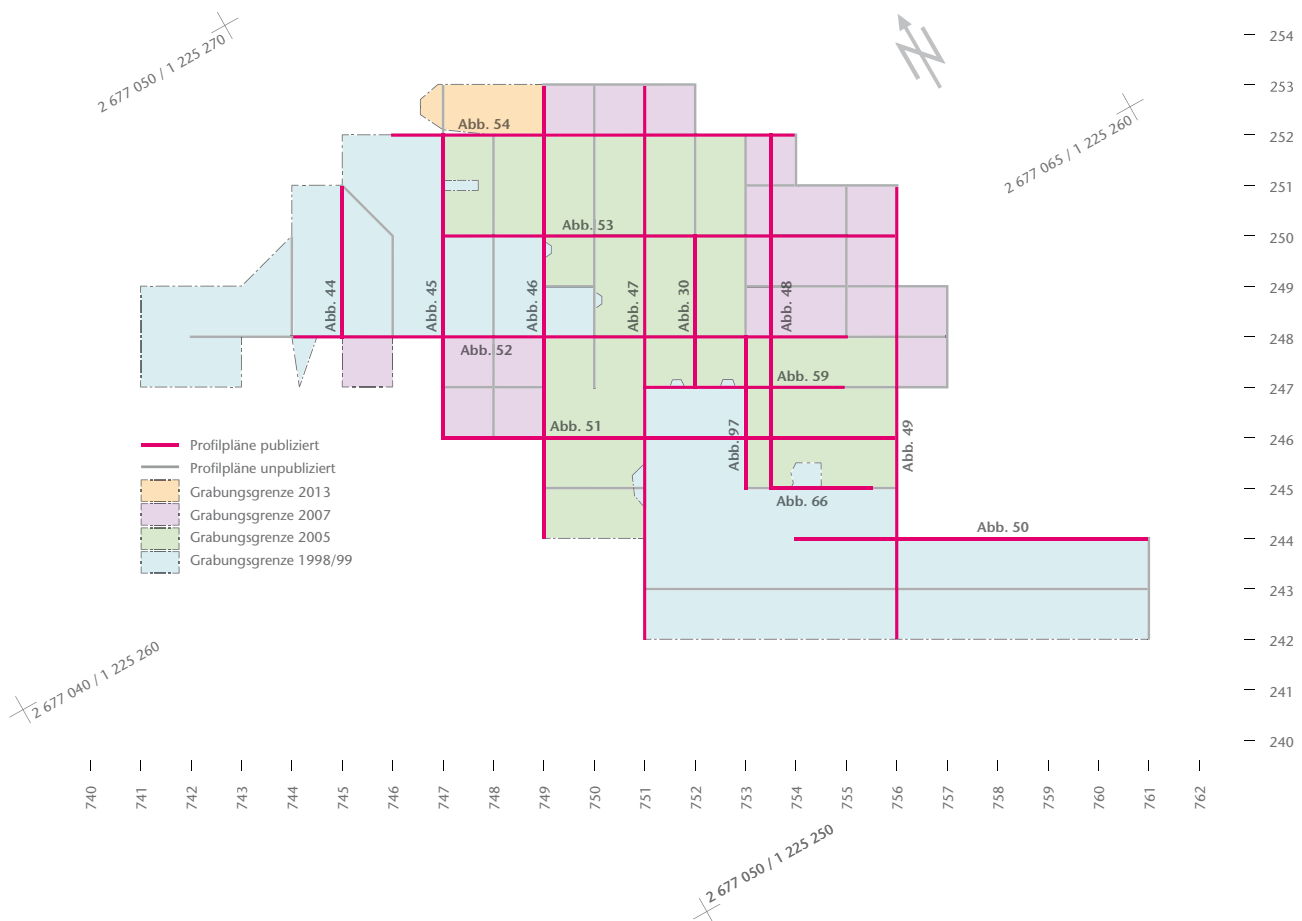 2 677 050 / 1 225 270
2 677 065 / 1 225 260
254
253
252
251
250
249
248
247
246
245
244
243
242
241
240
Abb. 54
Abb. 53
Abb. 44
Abb. 45
Abb. 46
Abb. 47
Abb. 30
Abb. 48
Abb. 52
Abb. 59
Abb. 51
Abb. 97
Abb. 49
Abb. 66
Abb. 50
Profilpläne publiziert
Profilpläne unpubliziert
Grabungsgrenze 2013
Grabungsgrenze 2007
Grabungsgrenze 2005
Grabungsgrenze 1998/99
2 677 040 / 1 225 260
740 741 742 743 744 745 746 747 748 749 750 751 752 753 754 755 756 757 758 759 760 761 762
2 677 050 / 1 225 250